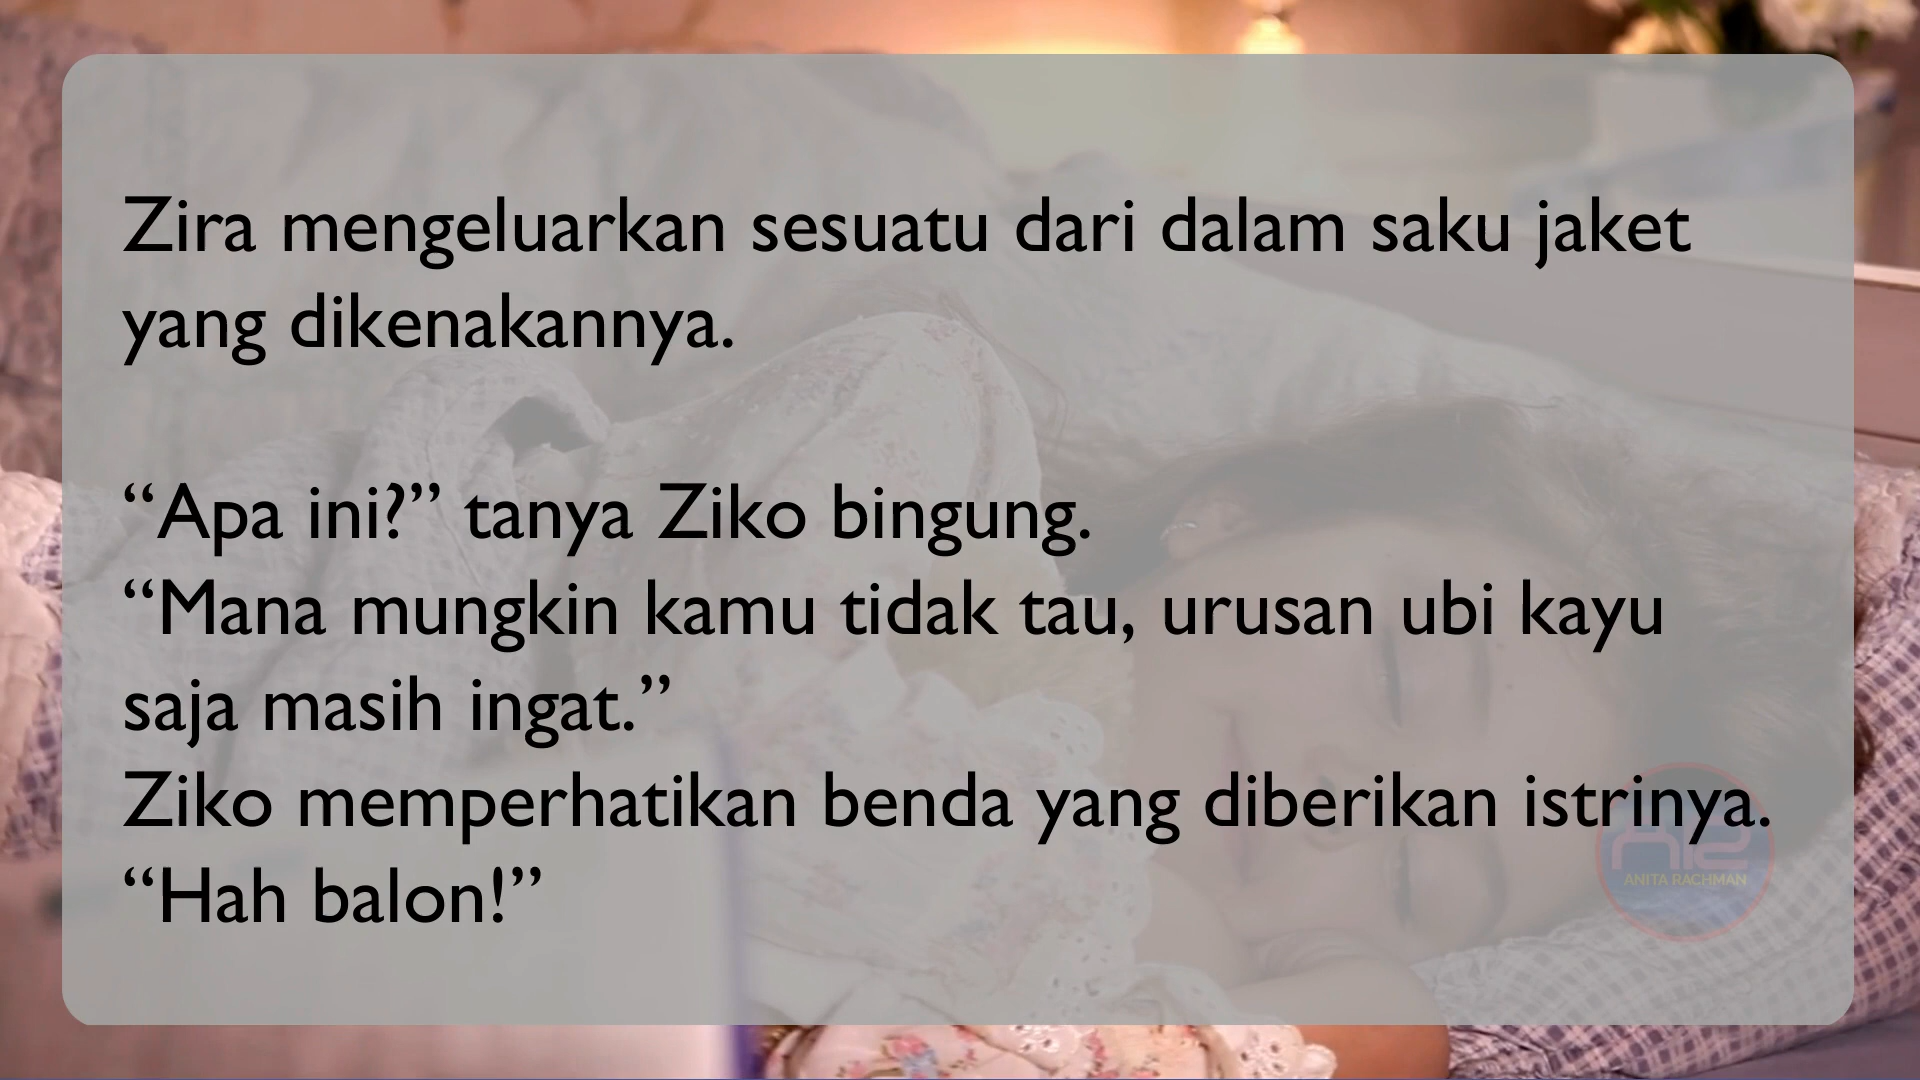 Zira mengeluarkan sesuatu dari dalam saku jaket
yang dikenakannya.
“Apa ini?” tanya Ziko bingung.
“Mana mungkin kamu tidak tau, urusan ubi kayu
saja masih ingat.”
Ziko memperhatikan benda yang diberikan istrinya.
“Hah balon!”
ANITA RACHMAN